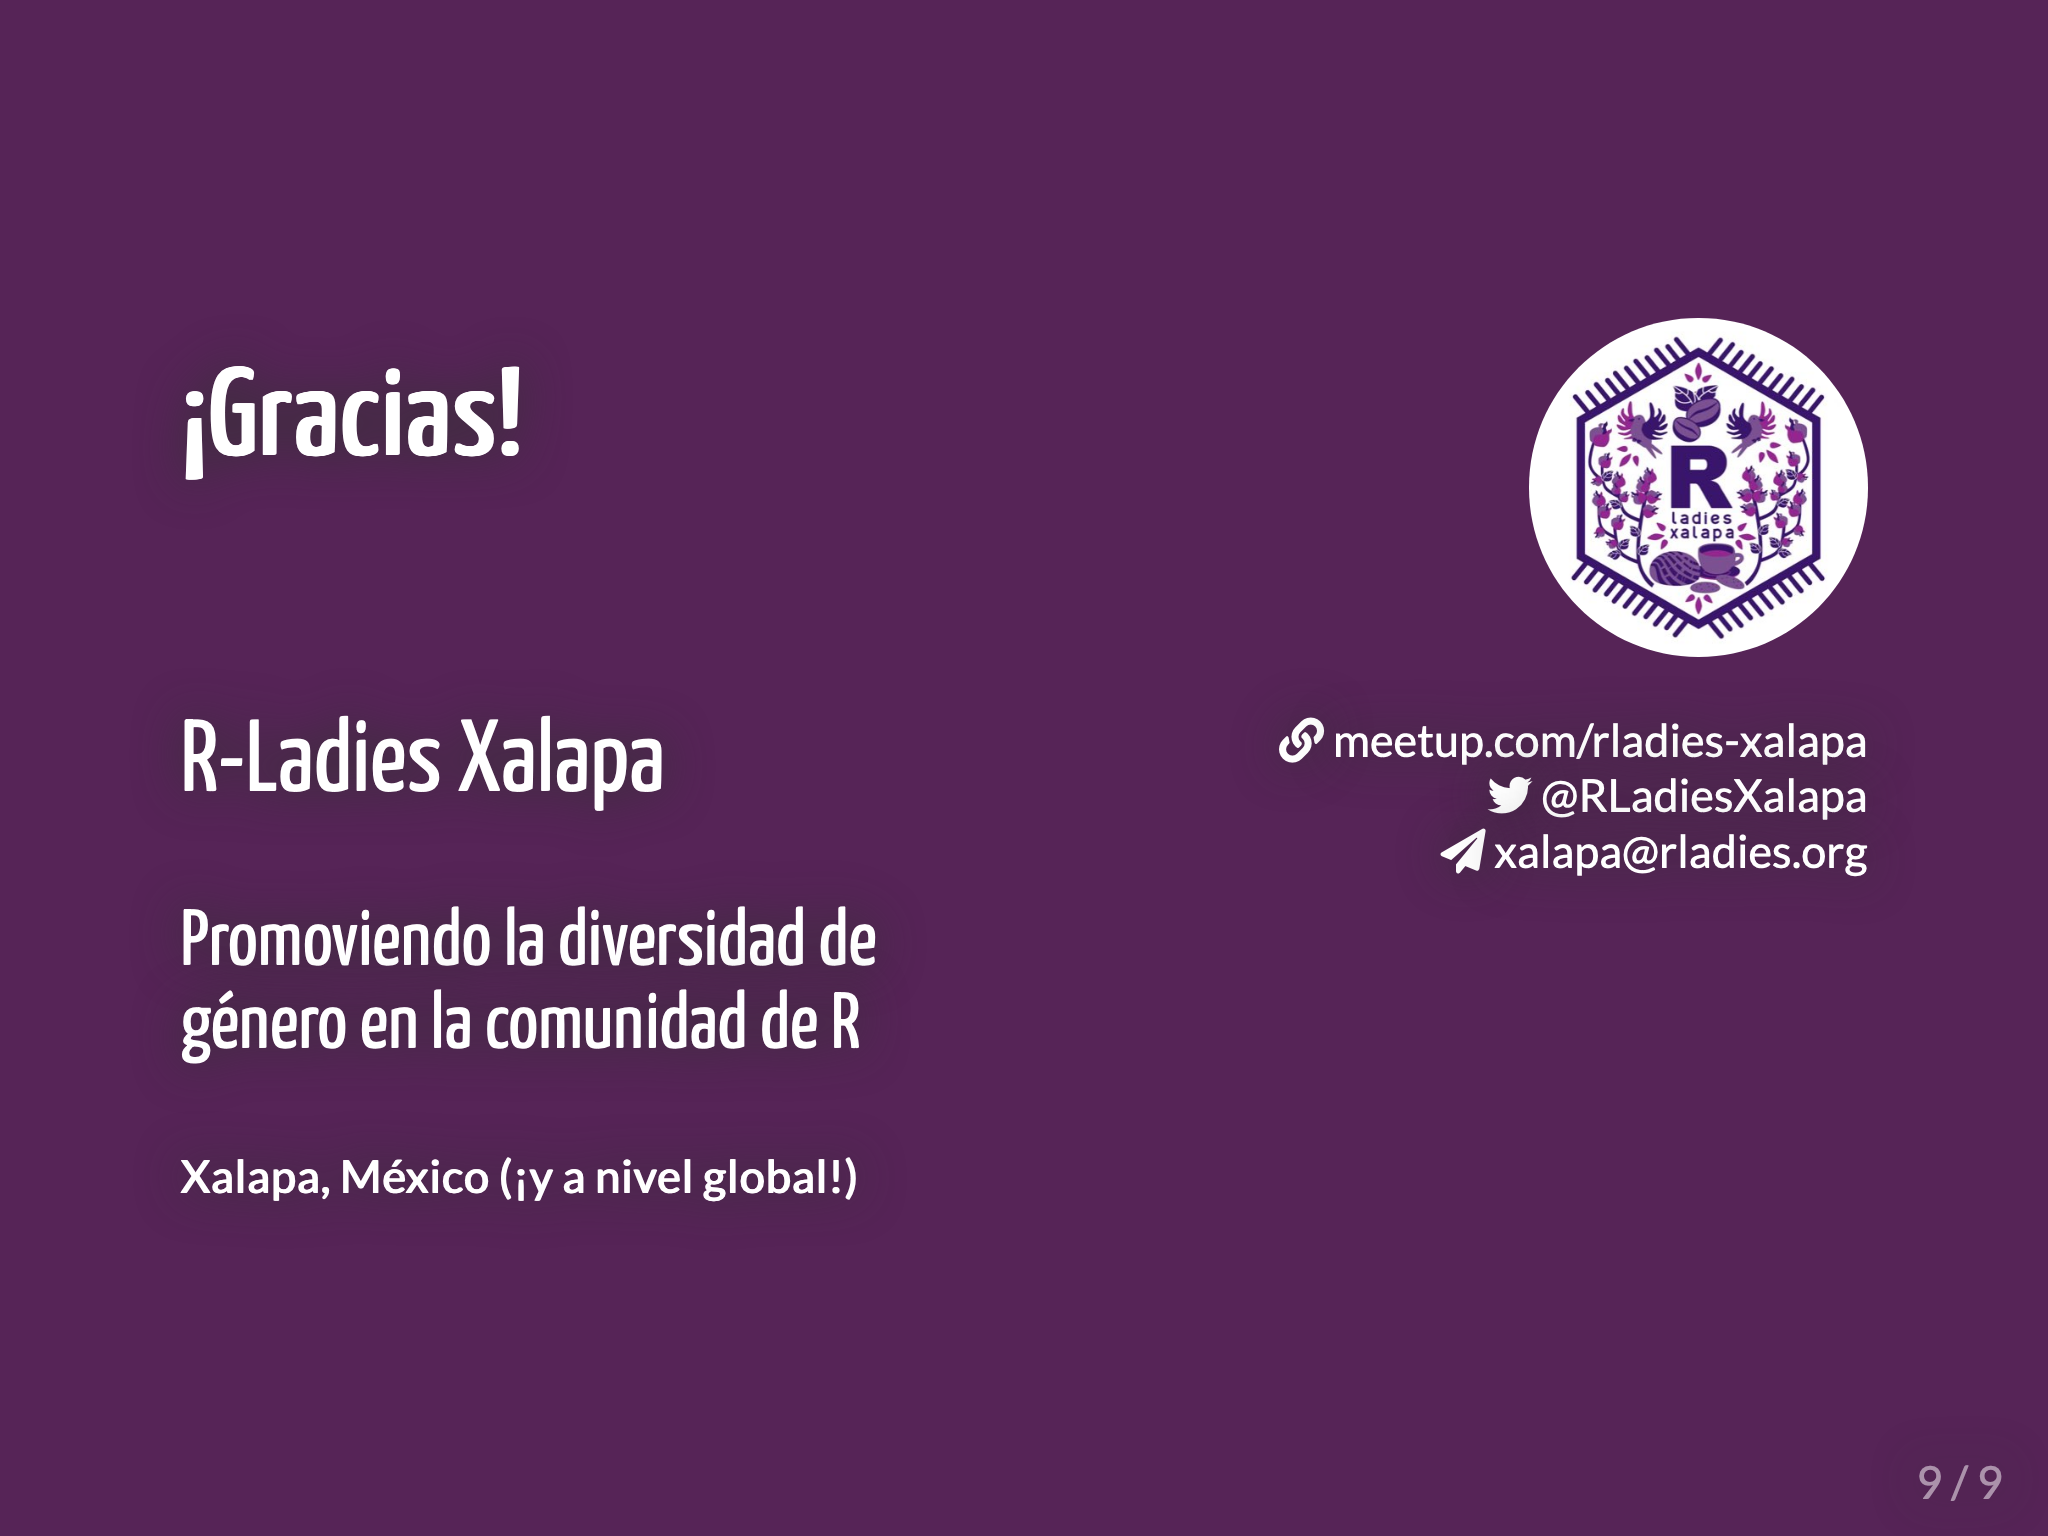 ¡Gracias!
R
ladies
xalapa
R-Ladies Xalapa
meetup.com/rladies-xalapa
@RLadiesXalapa
xalapa@rladies.org
Promoviendo la diversidad de
género en la comunidad de R
Xalapa, México (¡y a nivel global!)
9 / 9